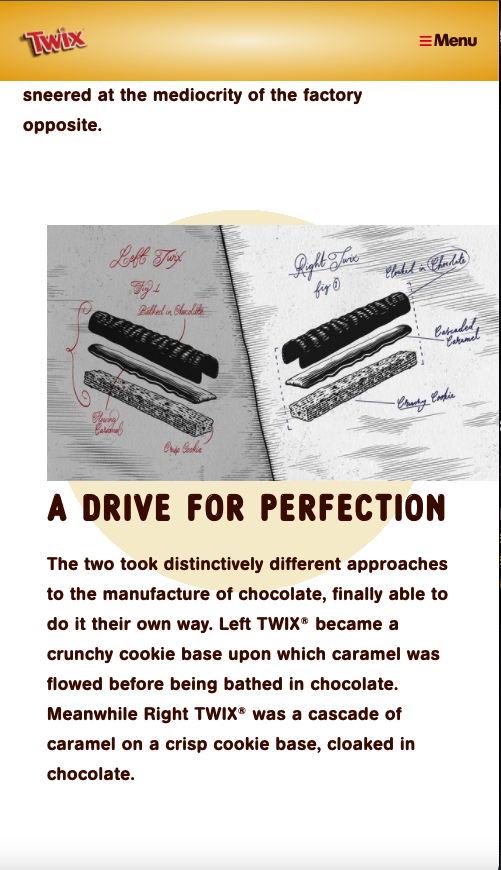 TWIX
Menu
sneered at the mediocrity of the factory
opposite.
Left Twix
Fig 1
Bathed in Chocolate
Flowing
Caramel
Crisp Cookie
Right Twix
fig 1
Cloaked in Chocolate
Cascaded
Caramel
Crunchy Cookie
A DRIVE FOR PERFECTION
The two took distinctively different approaches
to the manufacture of chocolate, finally able to
do it their own way. Left TWIX® became a
crunchy cookie base upon which caramel was
flowed before being bathed in chocolate.
Meanwhile Right TWIX® was a cascade of
caramel on a crisp cookie base, cloaked in
chocolate.